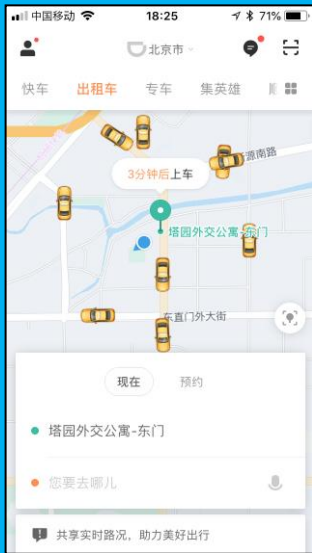 中国移动
18:25
71%
北京市
快车
出租车
专车
集英雄
源南路
3分钟后上车
塔园外交公寓-东门
东直门外大街
现在
预约
塔园外交公寓-东门
您要去哪儿
共享实时路况，助力美好出行